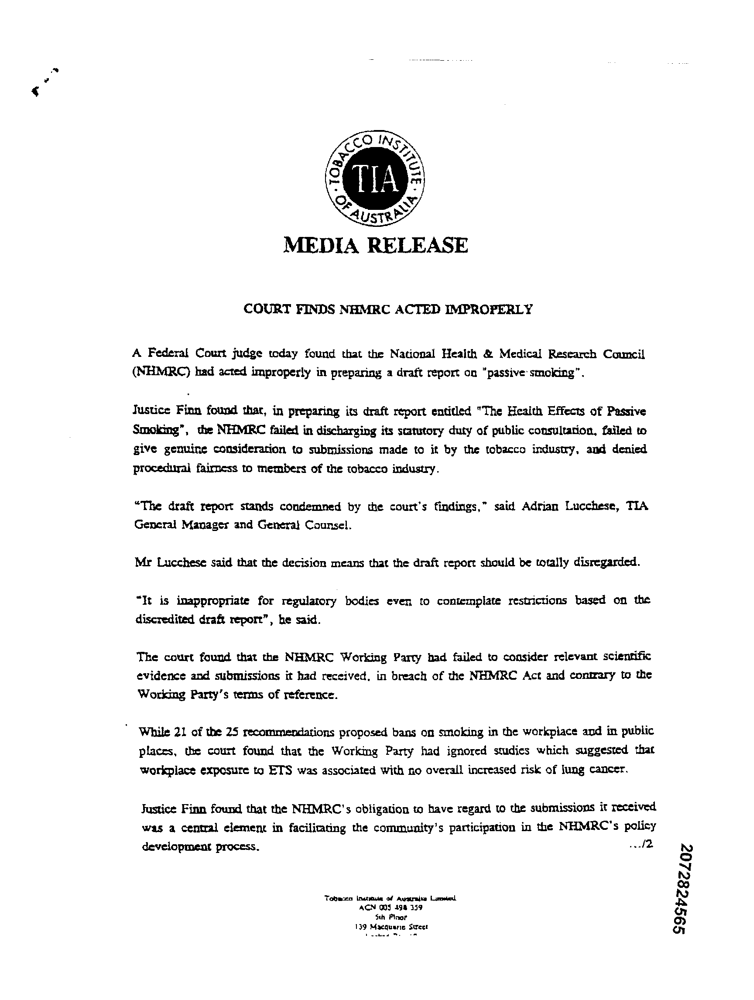 TOBACCO INSTITUTE
TIA
OF AUSTRALIA
MEDIA RELEASE
COURT FINDS NHMRC ACTED IMPROPERLY
A Federal Court judge today found that the National Health & Medical Research Council
(NHMRC) had acted improperly in preparing a draft report on "passive smoking".
Justice Finn found that, in preparing its draft report entitled "The Health Effects of Passive
Smoking", the NHMRC failed in discharging its statutory duty of public consultation, failed to
give genuine consideration to submissions made to it by the tobacco industry, and denied
procedural fairness to members of the tobacco industry.
"The draft report stands condemned by the court's findings," said Adrian Lucchese, TIA
General Manager and General Counsel.
Mr Lucchese said that the decision means that the draft report should be totally disregarded.
"It is inappropriate for regulatory bodies even to contemplate restrictions based on the
discredited draft report", he said.
The court found that the NHMRC Working Party had failed to consider relevant scientific
evidence and submissions it had received, in breach of the NHMRC Act and contrary to the
Working Party's terms of reference.
While 21 of the 25 recommendations proposed bans on smoking in the workplace and in public
places, the court found that the Working Party had ignored studies which suggested that
workplace exposure to ETS was associated with no overall increased risk of lung cancer.
Justice Finn found that the NHMRC's obligation to have regard to the submissions it received
was a central element in facilitating the community's participation in the NHMRC's policy
development process.
.../2
Tobacco Institute of Australia Limited
ACN 005 498 359
5th Floor
139 Macquarie Street
2072824565